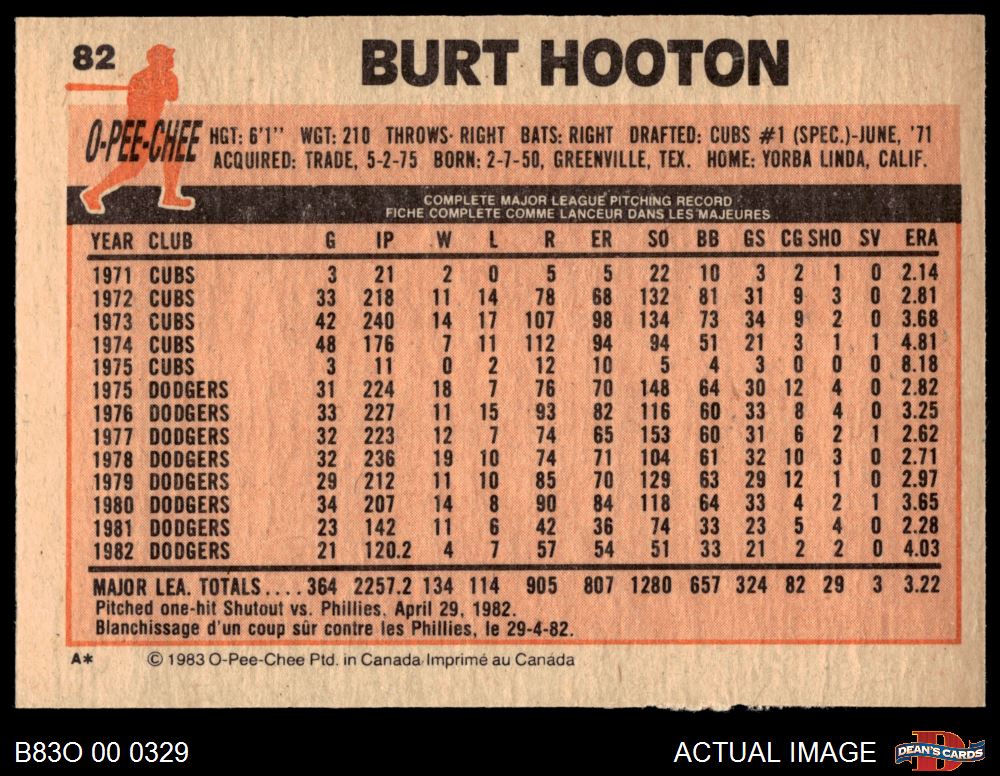 82
BURT HOOTON
O-PEE-CHEE
HGT: 6'1" WGT: 210 THROWS: RIGHT BATS: RIGHT DRAFTED: CUBS #1 (SPEC.)-JUNE, '71
ACQUIRED: TRADE, 5-2-75 BORN: 2-7-50, GREENVILLE, TEX. HOME: YORBA LINDA, CALIF.
COMPLETE MAJOR LEAGUE PITCHING RECORD
FICHE COMPLETE COMME LANCEUR DANS LES MAJEURES
YEAR CLUB G IP W L R ER SO BB GS CG SHO SV ERA
1971 CUBS 3 21 2 0 5 5 22 10 3 2 1 0 2.14
1972 CUBS 33 218 11 14 78 68 132 81 31 9 3 0 2.81
1973 CUBS 42 240 14 17 107 98 134 73 34 9 2 0 3.68
1974 CUBS 48 176 7 11 112 94 94 51 21 3 1 1 4.81
1975 CUBS 3 11 0 2 12 10 5 4 3 0 0 0 8.18
1975 DODGERS 31 224 18 7 76 70 148 64 30 12 4 0 2.82
1976 DODGERS 33 227 11 15 93 82 116 60 33 8 4 0 3.25
1977 DODGERS 32 223 12 7 74 65 153 60 31 6 2 1 2.62
1978 DODGERS 32 236 19 10 74 71 104 61 32 10 3 0 2.71
1979 DODGERS 29 212 11 10 85 70 129 63 29 12 1 0 2.97
1980 DODGERS 34 207 14 8 90 84 118 64 33 4 2 1 3.65
1981 DODGERS 23 142 11 6 42 36 74 33 23 5 4 0 2.28
1982 DODGERS 21 120.2 4 7 57 54 51 33 21 2 2 0 4.03
MAJOR LEA. TOTALS.... 364 2257.2 134 114 905 807 1280 657 324 82 29 3 3.22
Pitched one-hit Shutout vs. Phillies, April 29, 1982.
Blanchissage d'un coup sûr contre les Phillies, le 29-4-82.
A* © 1983 O-Pee-Chee Ptd. in Canada/Imprimé au Canada
B83O 00 0329
ACTUAL IMAGE
DEAN'S CARDS